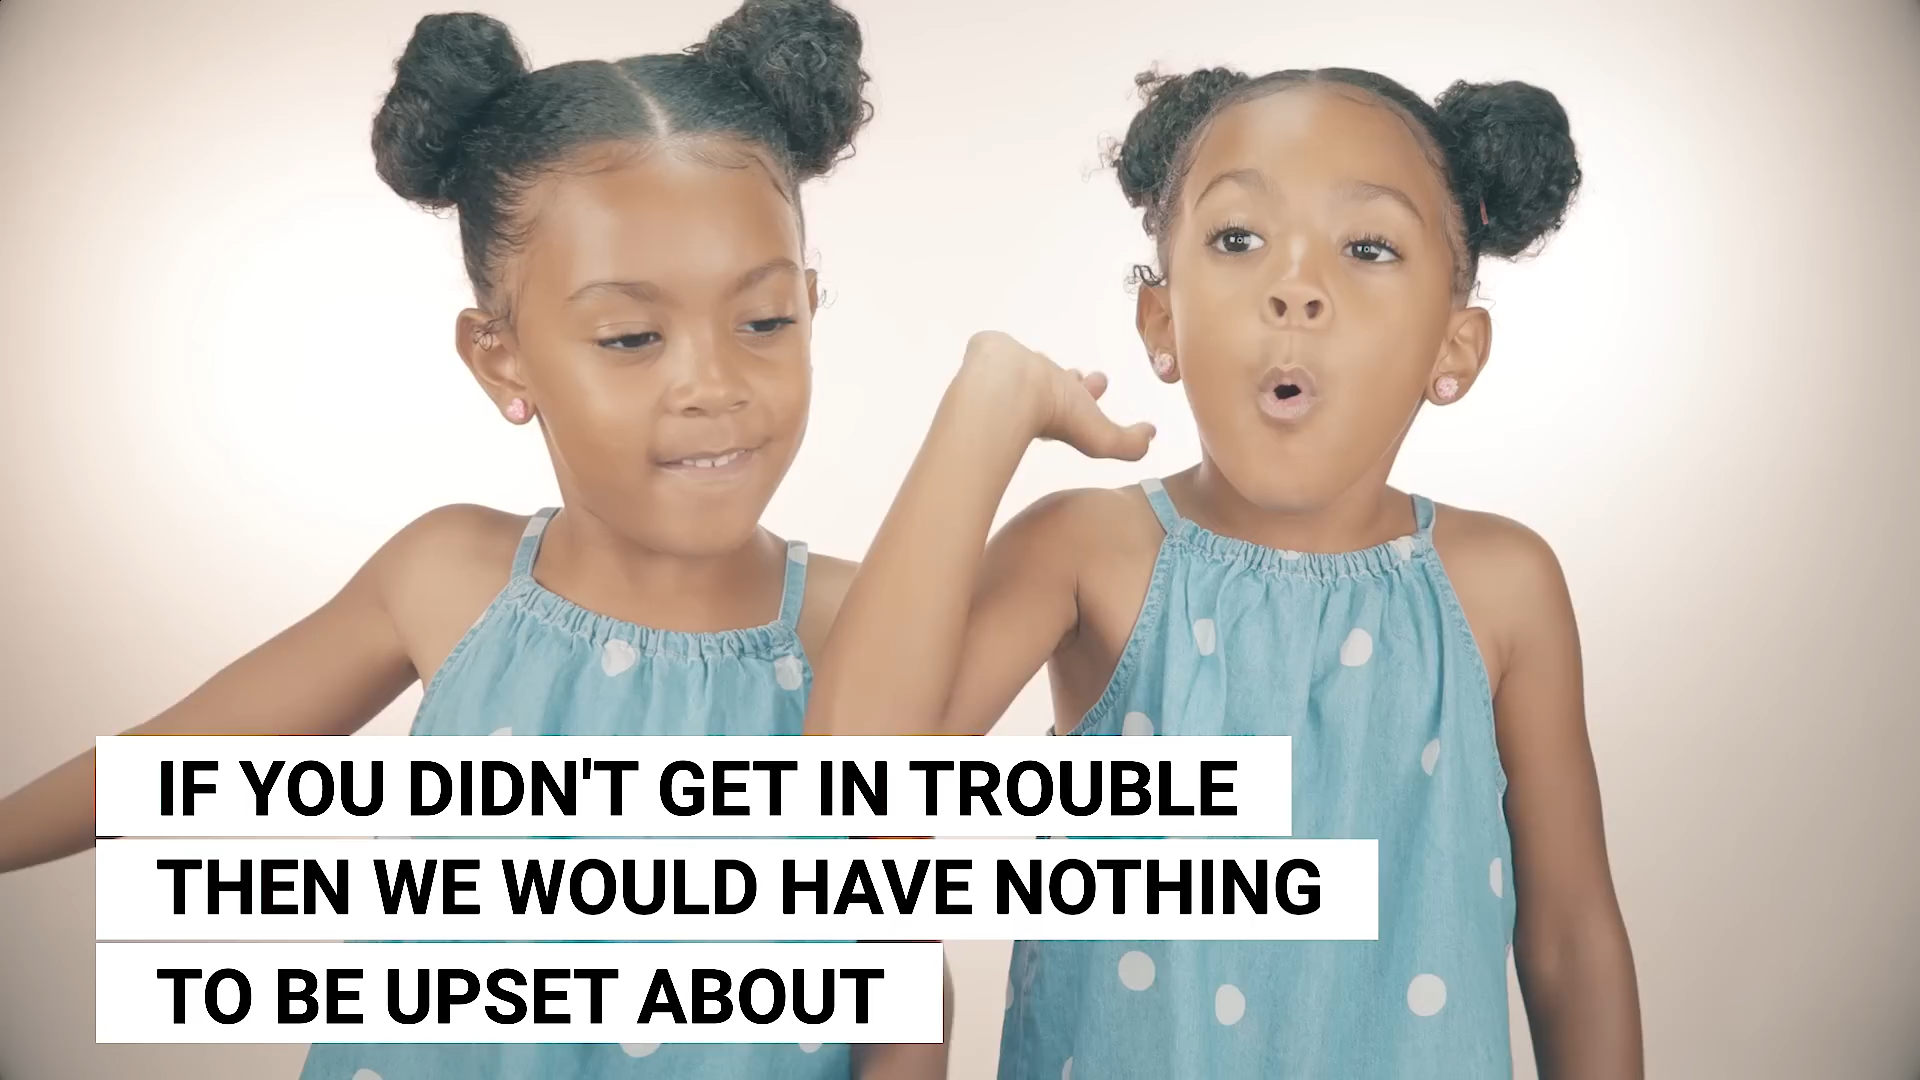 IF YOU DIDN'T GET IN TROUBLE
THEN WE WOULD HAVE NOTHING
TO BE UPSET ABOUT